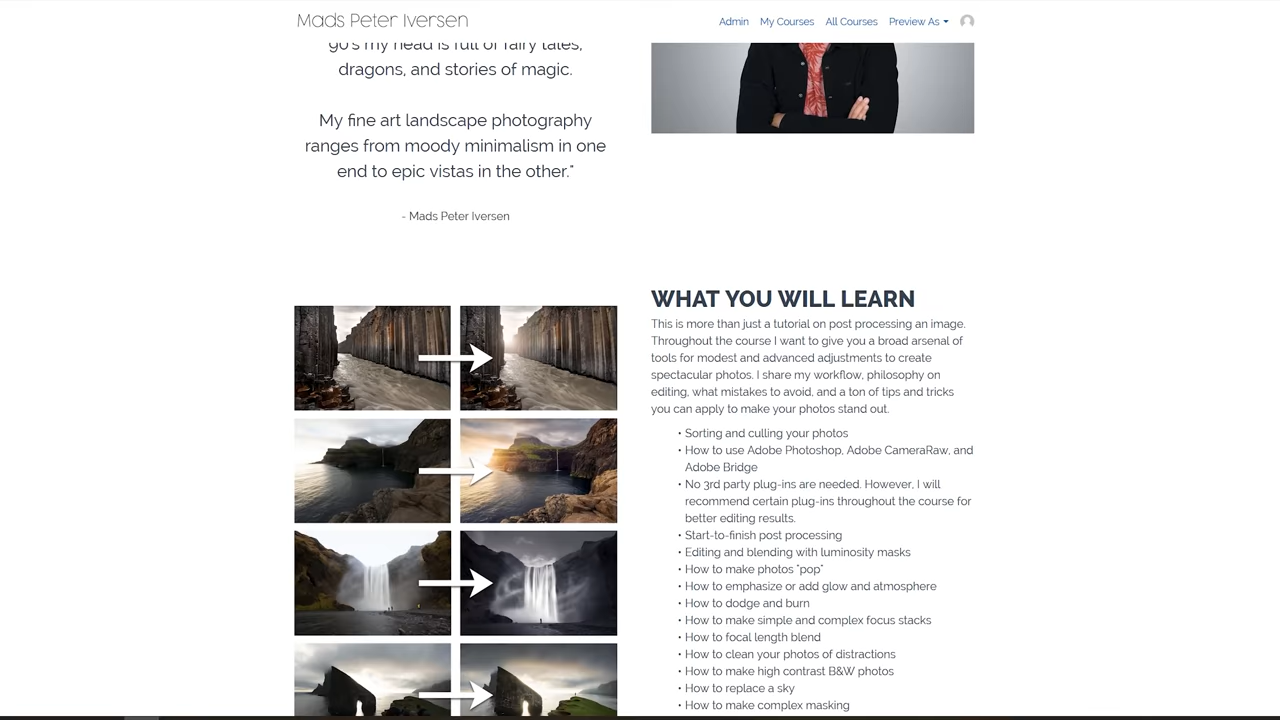 Mads Peter Iversen
Admin My Courses All Courses Preview As
90's my head is full of fairy tales,
dragons, and stories of magic.
My fine art landscape photography
ranges from moody minimalism in one
end to epic vistas in the other."
- Mads Peter Iversen
WHAT YOU WILL LEARN
This is more than just a tutorial on post processing an image.
Throughout the course I want to give you a broad arsenal of
tools for modest and advanced adjustments to create
spectacular photos. I share my workflow, philosophy on
editing, what mistakes to avoid, and a ton of tips and tricks
you can apply to make your photos stand out.
• Sorting and culling your photos
• How to use Adobe Photoshop, Adobe CameraRaw, and
Adobe Bridge
• No 3rd party plug-ins are needed. However, I will
recommend certain plug-ins throughout the course for
better editing results.
• Start-to-finish post processing
• Editing and blending with luminosity masks
• How to make photos "pop"
• How to emphasize or add glow and atmosphere
• How to dodge and burn
• How to make simple and complex focus stacks
• How to focal length blend
• How to clean your photos of distractions
• How to make high contrast B&W photos
• How to replace a sky
• How to make complex masking